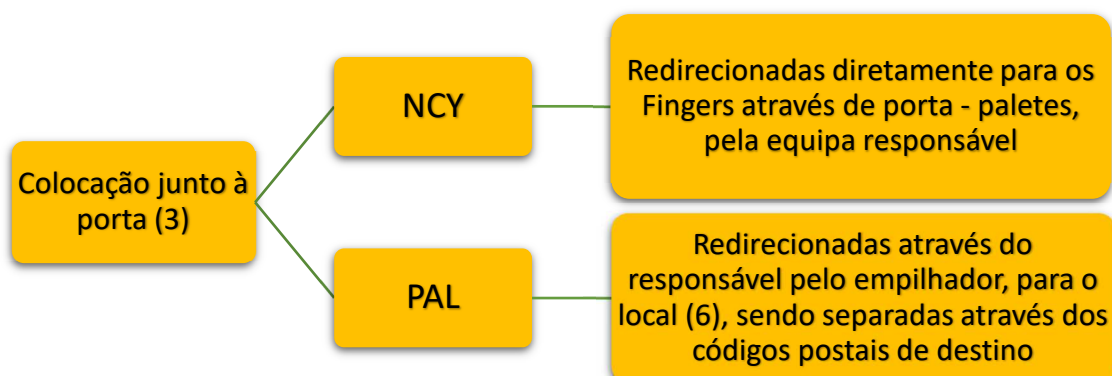 Colocação junto à
porta (3)
NCY
Redirecionadas diretamente para os
Fingers através de porta - paletes,
pela equipa responsável
PAL
Redirecionadas através do
responsável pelo empilhador, para o
local (6), sendo separadas através dos
códigos postais de destino